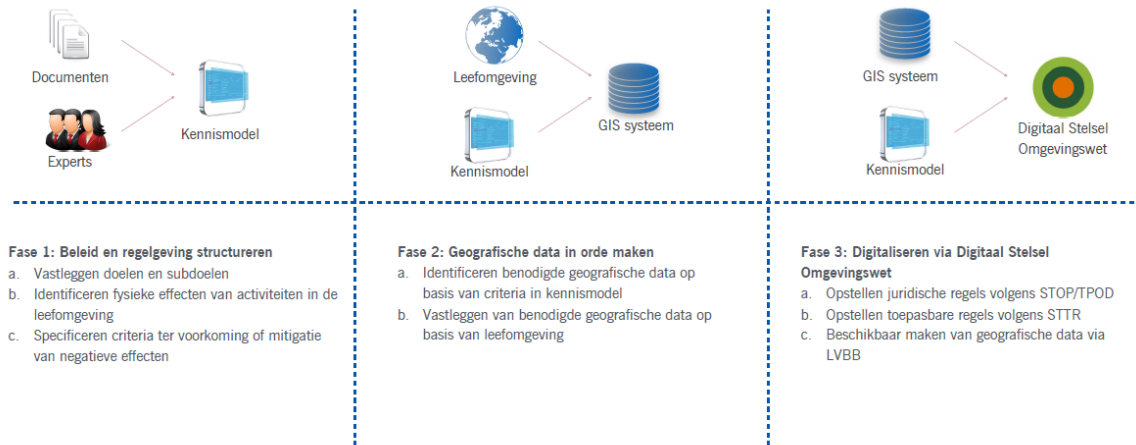 Documenten
Experts
Kennismodel
Leefomgeving
Kennismodel
GIS systeem
GIS systeem
Kennismodel
Digitaal Stelsel
Omgevingswet
Fase 1: Beleid en regelgeving structureren
a. Vastleggen doelen en subdoelen
b. Identificeren fysieke effecten van activiteiten in de
leefomgeving
c. Specificeren criteria ter voorkoming of mitigatie
van negatieve effecten
Fase 2: Geografische data in orde maken
a. Identificeren benodigde geografische data op
basis van criteria in kennismodel
b. Vastleggen van benodigde geografische data op
basis van leefomgeving
Fase 3: Digitaliseren via Digitaal Stelsel
Omgevingswet
a. Opstellen juridische regels volgens STOP/TPOD
b. Opstellen toepasbare regels volgens STTR
c. Beschikbaar maken van geografische data via
LVBB